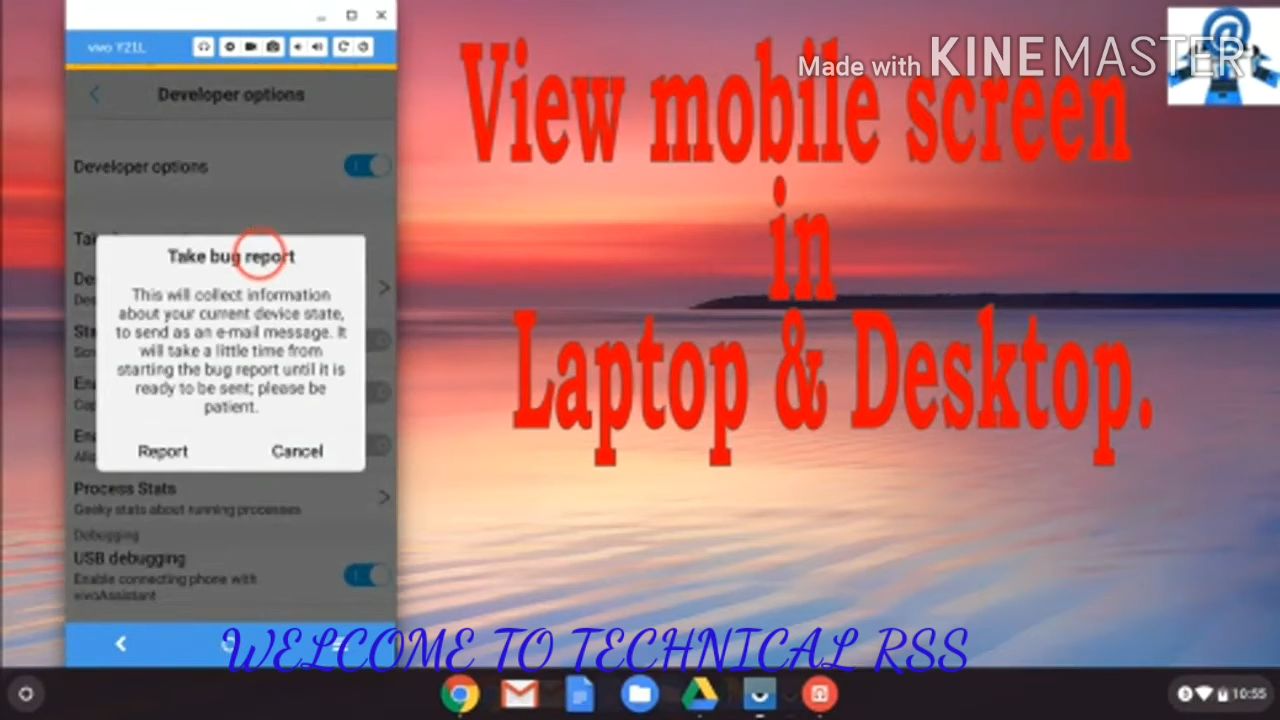 vivo Y21L
Developer options
Developer options
Take bug report
This will collect information
about your current device state,
to send as an e-mail message. It
will take a little time from
starting the bug report until it is
ready to be sent; please be
patient.
Report
Cancel
Process Stats
Geeky stats about running processes
Debugging
USB debugging
Enable connecting phone with
vivoAssistant
Made with KINEMASTER
View mobile screen
in
Laptop & Desktop.
WELCOME TO TECHNICAL RSS
10:55